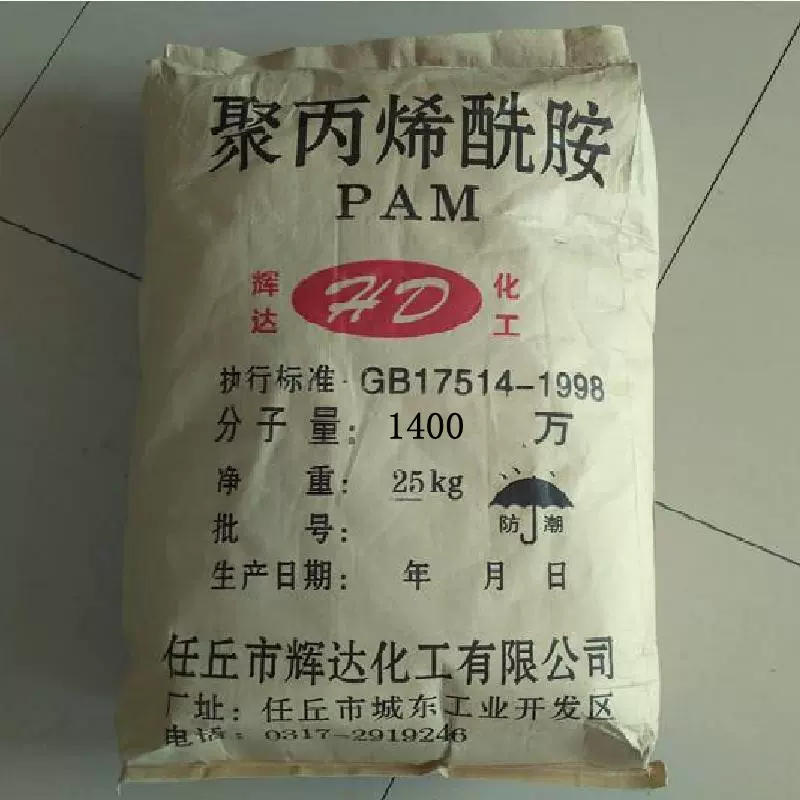 聚丙烯酰胺
PAM
辉达 HD 化工
执行标准 GB17514-1998
分子量: 1400 万
净重: 25kg
防潮
批号:
生产日期: 年 月 日
任丘市辉达化工有限公司
厂址: 任丘市城东工业开发区
电话: 0317-2919246